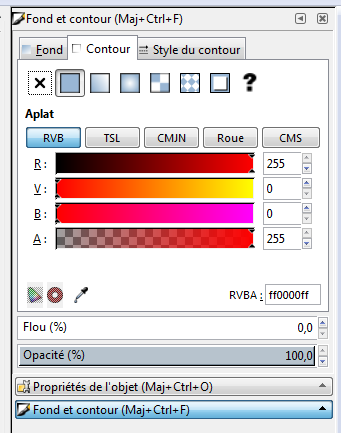 Fond et contour (Maj+Ctrl+F)
Fond Contour Style du contour
?
Aplat
RVB TSL CMJN Roue CMS
R : 255
V : 0
B : 0
A : 255
RVBA : ff0000ff
Flou (%) 0,0
Opacité (%) 100,0
Propriétés de l'objet (Maj+Ctrl+O)
Fond et contour (Maj+Ctrl+F)